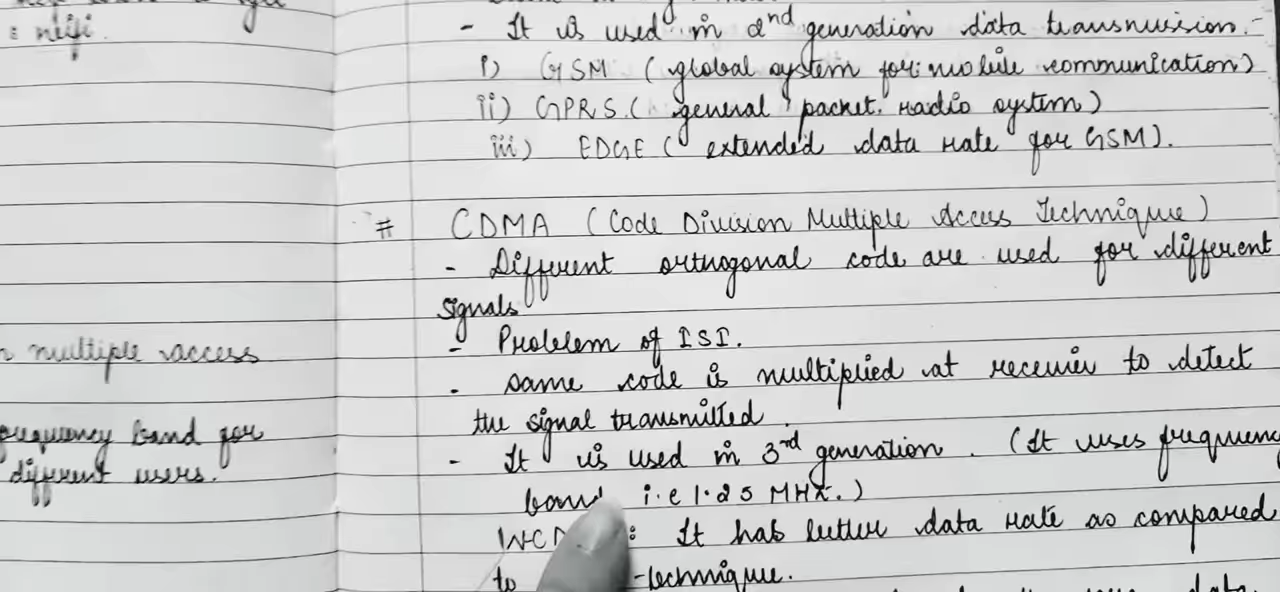 - It is used in 2nd generation data transmission.-
i) GSM (global system for mobile communication)
ii) GPRS (general packet radio system)
iii) EDGE (extended data rate for GSM).
# CDMA (Code Division Multiple Access Technique)
- Different orthogonal code are used for different
signals
- Problem of ISI.
n multiple access
- same code is multiplied at receiver to detect
the signal transmitted.
frequency band for
- It is used in 3rd generation. (It uses frequency
different users.
band i.e 1.25 MHz.)
: It has better data rate as compared
to technique.
data